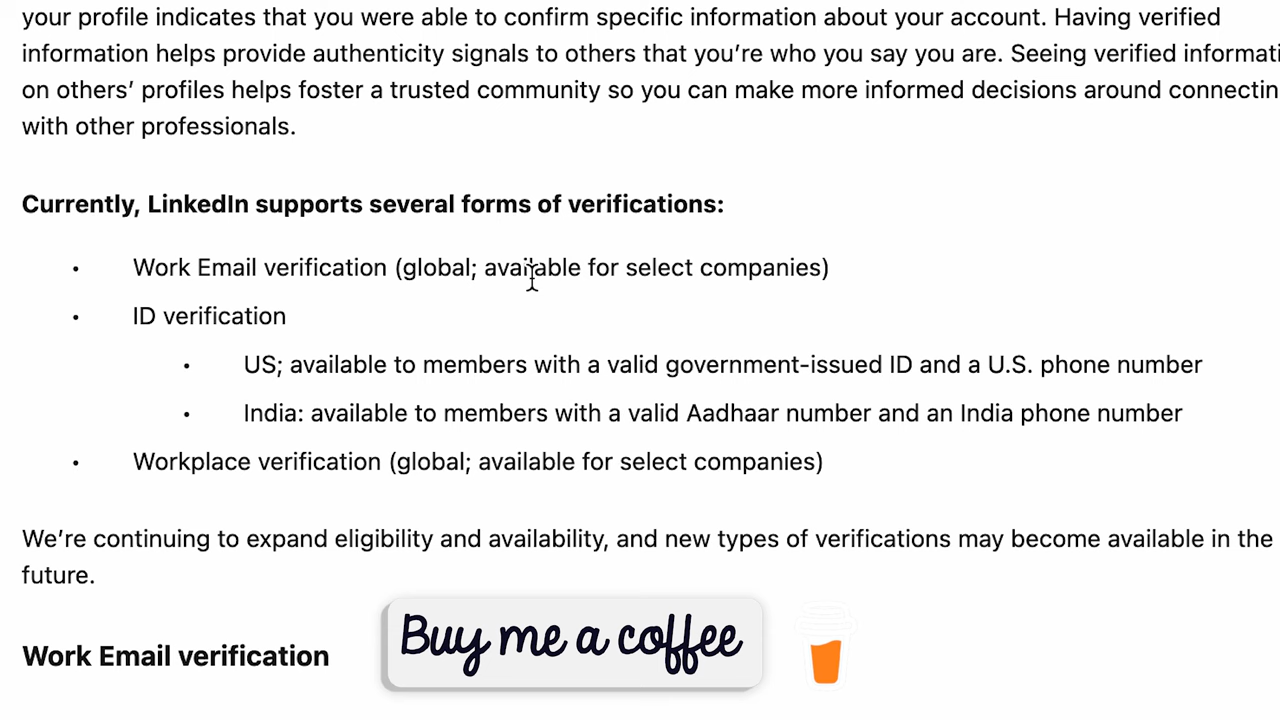 your profile indicates that you were able to confirm specific information about your account. Having verified
information helps provide authenticity signals to others that you’re who you say you are. Seeing verified
on others’ profiles helps foster a trusted community so you can make more informed decisions around
with other professionals.
Currently, LinkedIn supports several forms of verifications:
• Work Email verification (global; available for select companies)
• ID verification
• US; available to members with a valid government-issued ID and a U.S. phone number
• India: available to members with a valid Aadhaar number and an India phone number
• Workplace verification (global; available for select companies)
We’re continuing to expand eligibility and availability, and new types of verifications may become available in the
future.
Work Email verification
Buy me a coffee